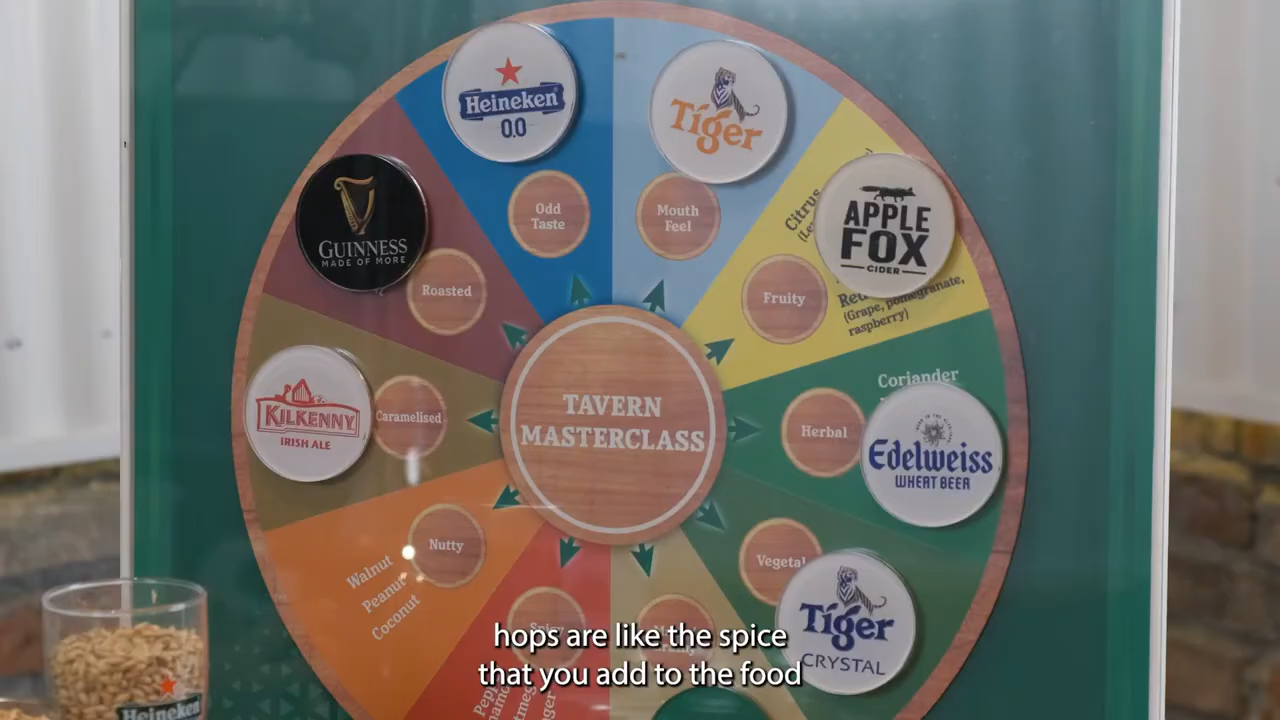 Heineken
0.0
Tiger
GUINNESS
MADE OF MORE
Odd
Taste
Mouth
Feel
Citrus
APPLE
FOX
CIDER
Roasted
Fruity
(Grape, pomegranate,
raspberry)
Coriander
KILKENNY
IRISH ALE
Caramelised
TAVERN
MASTERCLASS
Herbal
Edelweiss
WHEAT BEER
Nutty
Walnut
Peanut
Coconut
Vegetal
Tiger
CRYSTAL
Spicy
hops are like the spice
that you add to the food
Heineken